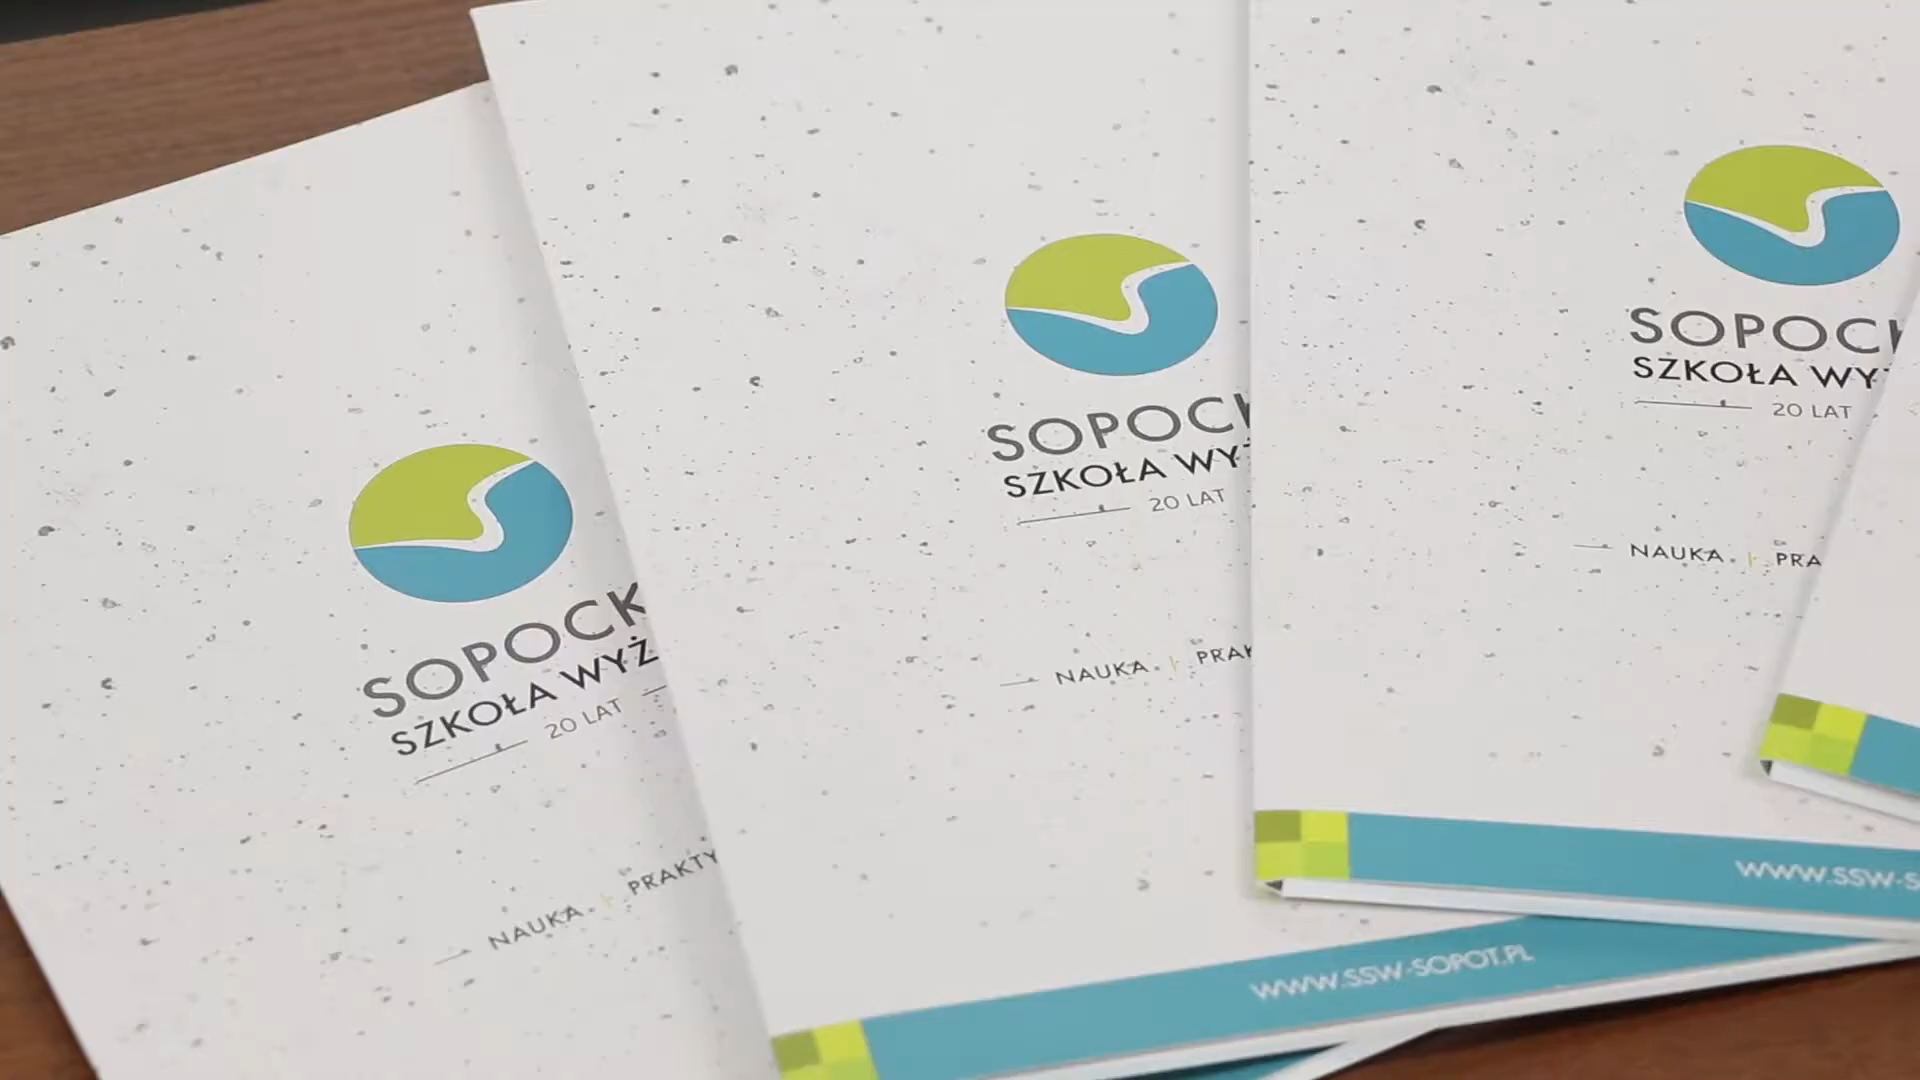 SOPOCK
SZKOŁA WYŻ
20 LAT
NAUKA | PRAKTY
SOPOCK
SZKOŁA WYŻ
20 LAT
NAUKA | PRAK
WWW.SSW-SOPOT.PL
SOPOCK
SZKOŁA WY
20 LAT
NAUKA | PRA
WWW.SSW-S